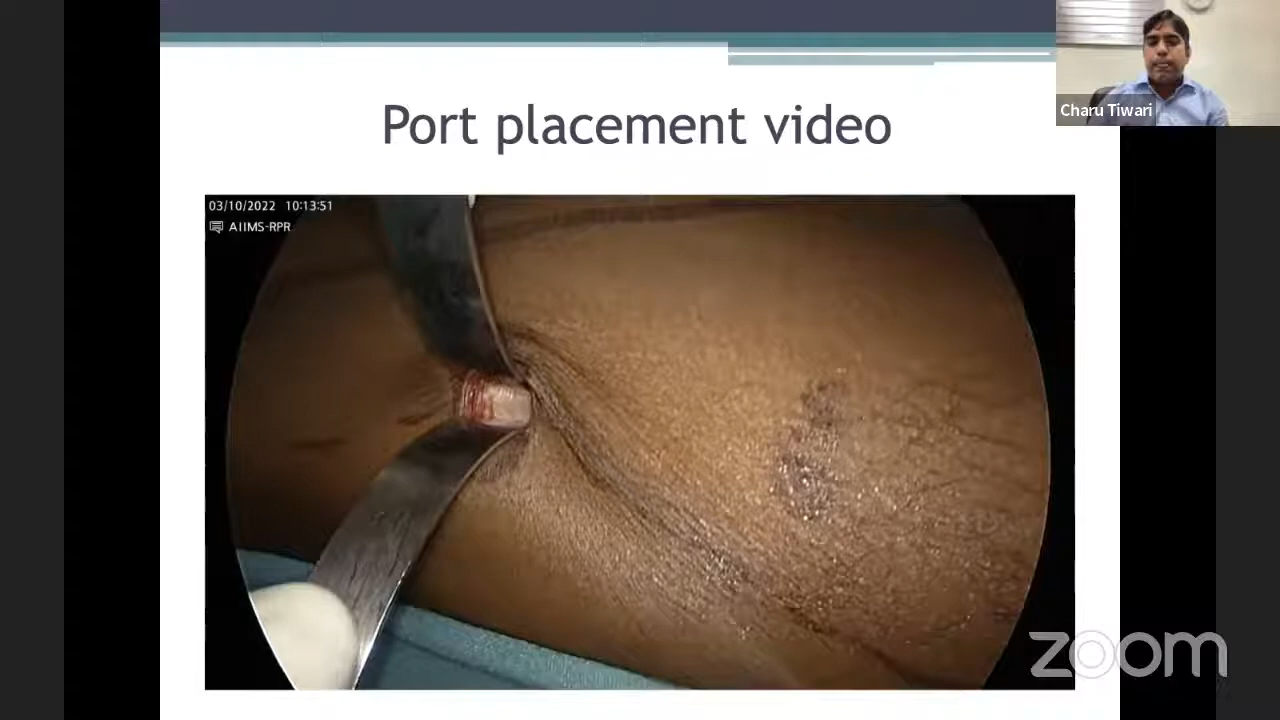 Port placement video
Charu Tiwari
03/10/2022 10:13:51
AIIMS-RPR
zoom